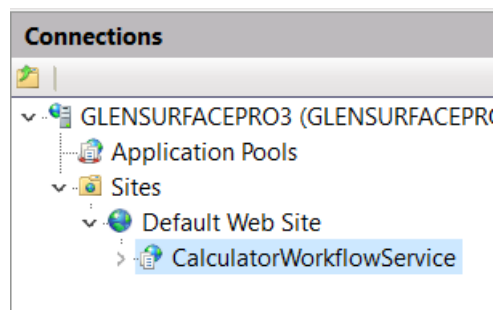 Connections
GLENSURFACEPRO3 (GLENSURFACEPR
Application Pools
Sites
Default Web Site
CalculatorWorkflowService